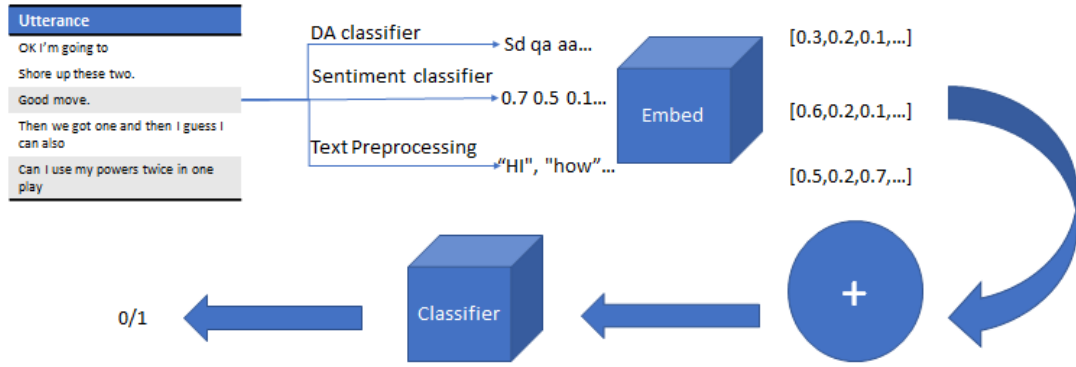 Utterance
OK I'm going to
Shore up these two.
Good move.
Then we got one and then I guess I
can also
Can I use my powers twice in one
play
DA classifier
Sd qa aa...
Sentiment classifier
0.7 0.5 0.1...
Text Preprocessing
“HI", "how”...
Embed
[0.3,0.2,0.1,...]
[0.6,0.2,0.1,...]
[0.5,0.2,0.7,...]
+
Classifier
0/1